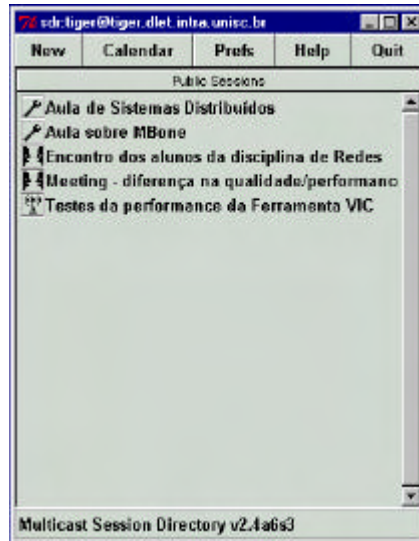 sdr:tiger@tiger.dlet.intra.unisc.br
New Calendar Prefs Help Quit
Public Sessions
Aula de Sistemas Distribuídos
Aula sobre MBone
Encontro dos alunos da disciplina de Redes
Meeting - diferença na qualidade/performanc
Testes da performance da Ferramenta VIC
Multicast Session Directory v2.4a6s3